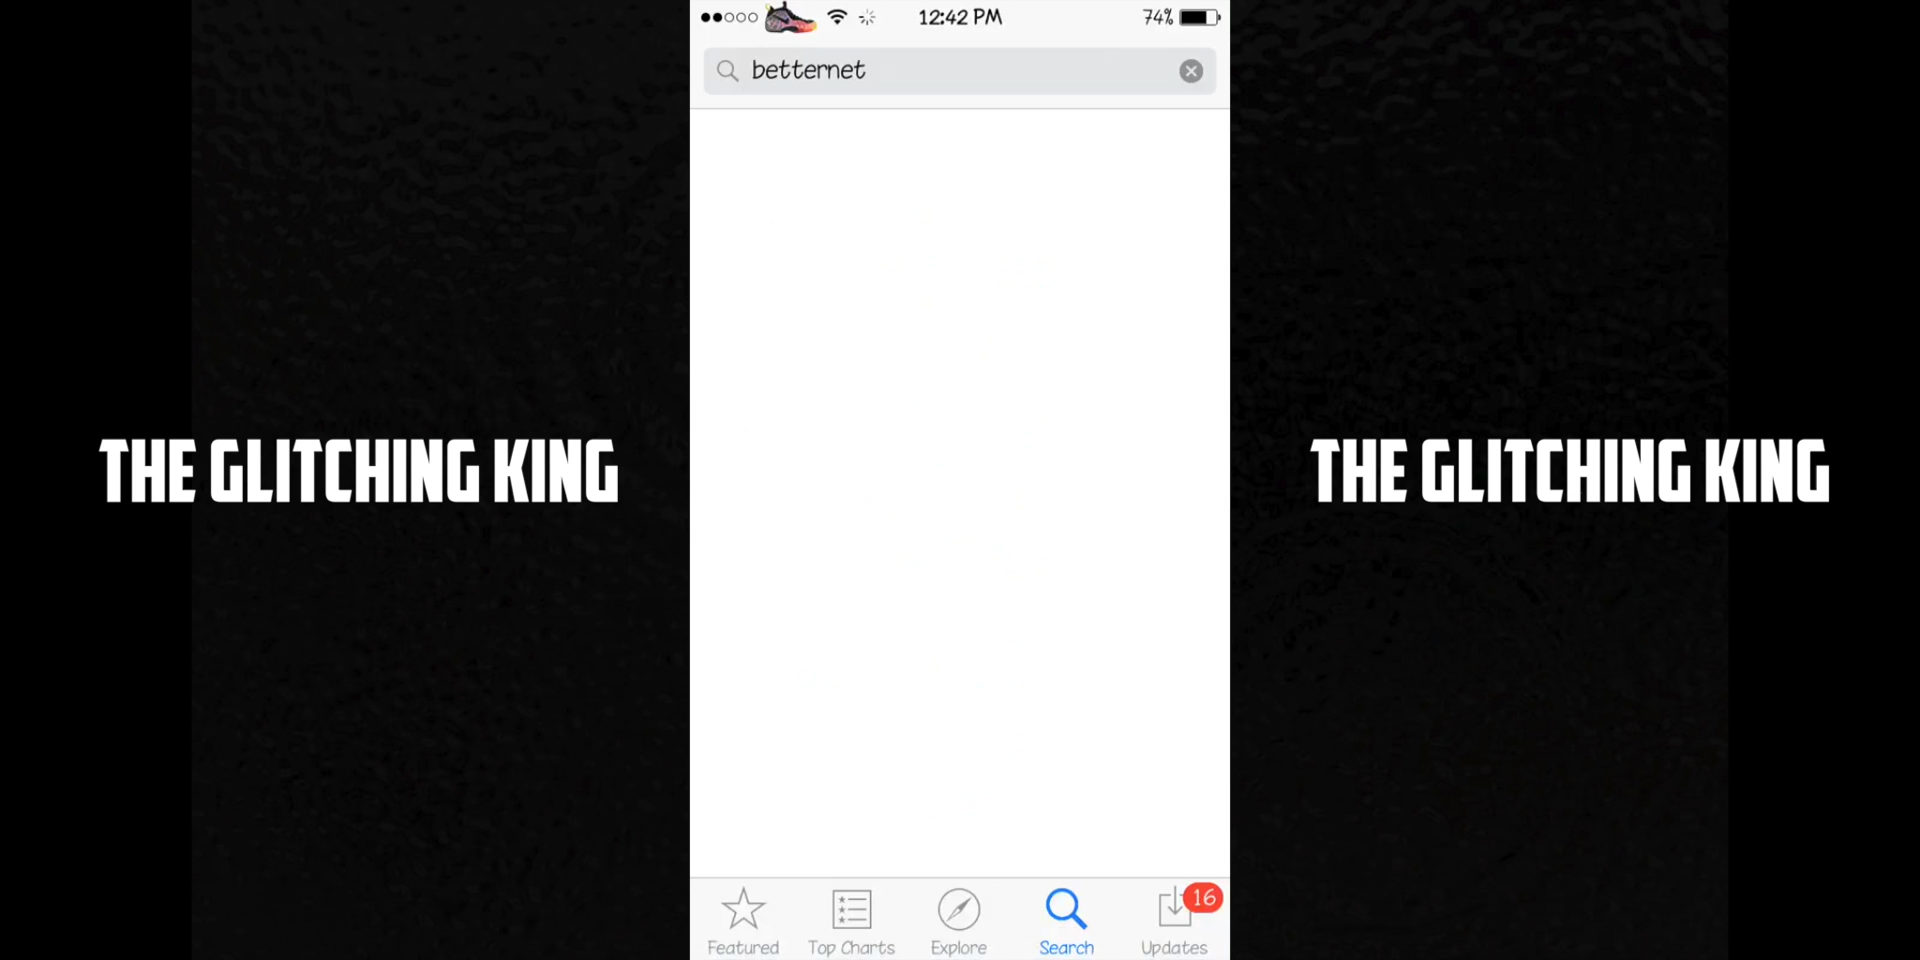 12:42 PM
74%
betternet
THE GLITCHING KING
THE GLITCHING KING
16
Featured
Top Charts
Explore
Search
Updates